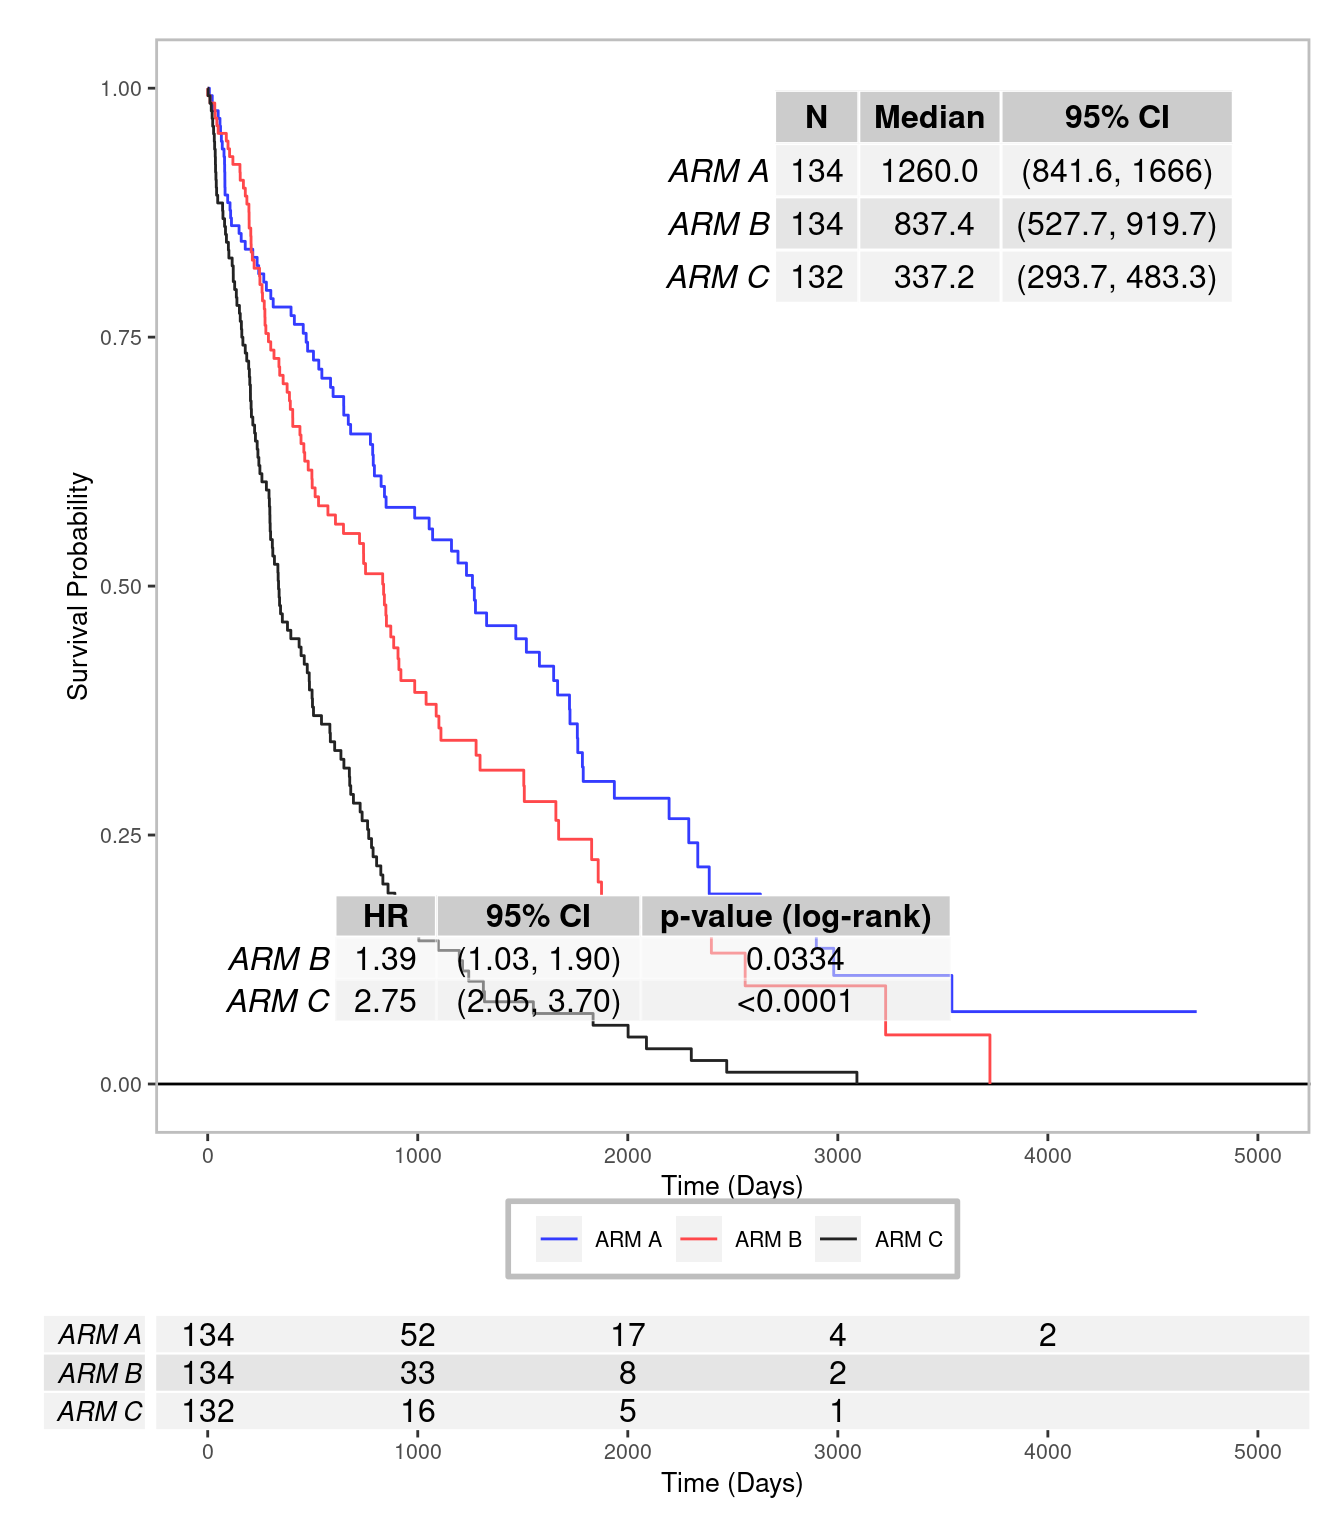 1.00
0.75
0.50
0.25
0.00
Survival Probability
N Median 95% CI
ARM A 134 1260.0 (841.6, 1666)
ARM B 134 837.4 (527.7, 919.7)
ARM C 132 337.2 (293.7, 483.3)
HR 95% CI p-value (log-rank)
ARM B 1.39 (1.03, 1.90) 0.0334
ARM C 2.75 (2.05, 3.70) <0.0001
0 1000 2000 3000 4000 5000
Time (Days)
ARM A ARM B ARM C
ARM A 134 52 17 4 2
ARM B 134 33 8 2
ARM C 132 16 5 1
0 1000 2000 3000 4000 5000
Time (Days)